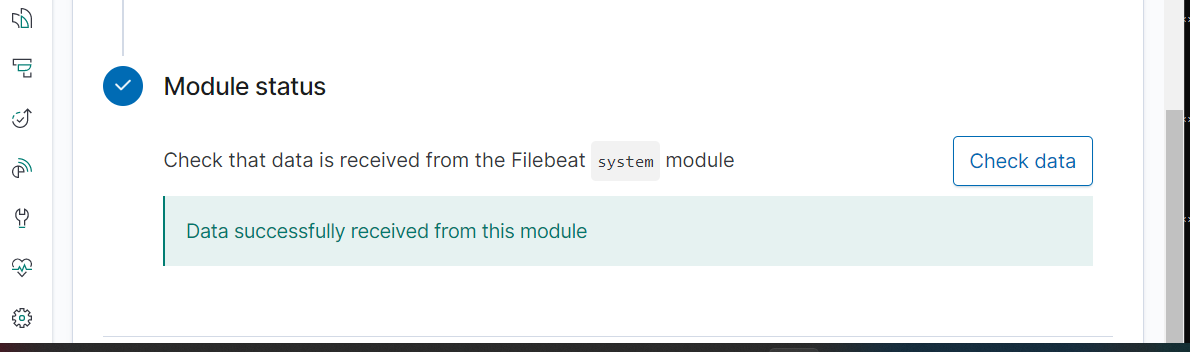 Module status
Check that data is received from the Filebeat system module
Check data
Data successfully received from this module